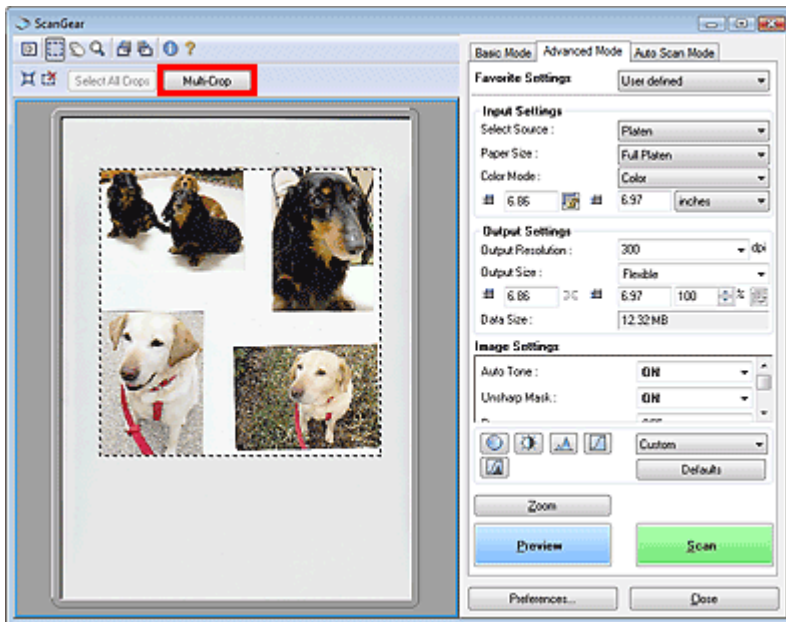 ScanGear
Select All Crops
Multi-Crop
Basic Mode
Advanced Mode
Auto Scan Mode
Favorite Settings
User defined
Input Settings
Select Source :
Platen
Paper Size :
Full Platen
Color Mode :
Color
6.86
6.97
inches
Output Settings
Output Resolution :
300
dpi
Output Size :
Flexible
6.86
6.97
100
%
Data Size :
12.32 MB
Image Settings
Auto Tone :
ON
Unsharp Mask :
ON
Custom
Defaults
Zoom
Preview
Scan
Preferences...
Close